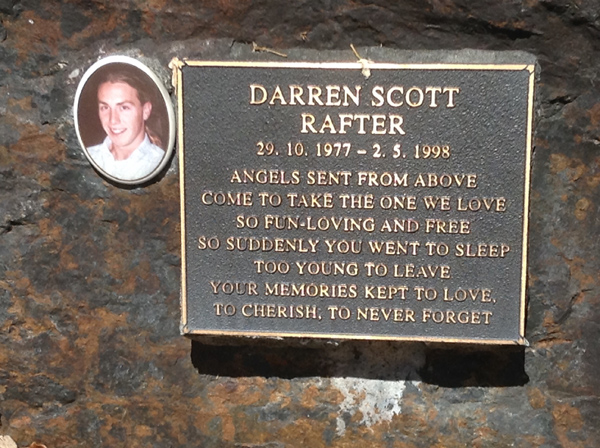 DARREN SCOTT
RAFTER
29. 10. 1977 – 2. 5. 1998
ANGELS SENT FROM ABOVE
COME TO TAKE THE ONE WE LOVE
SO FUN-LOVING AND FREE
SO SUDDENLY YOU WENT TO SLEEP
TOO YOUNG TO LEAVE
YOUR MEMORIES KEPT TO LOVE,
TO CHERISH, TO NEVER FORGET